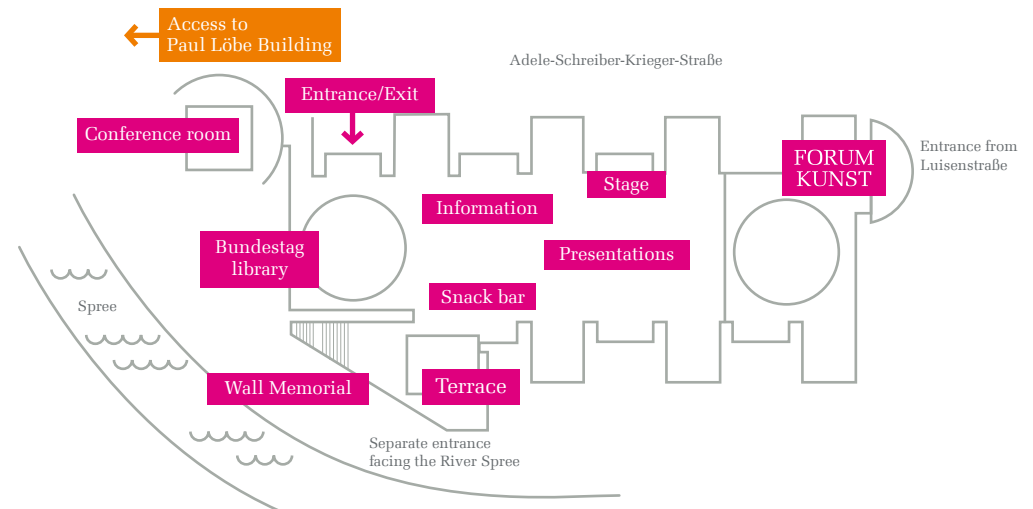 Access to
Paul Löbe Building
Adele-Schreiber-Krieger-Straße
Entrance/Exit
Conference room
FORUM
KUNST
Entrance from
Luisenstraße
Stage
Information
Bundestag
library
Presentations
Snack bar
Spree
Wall Memorial
Terrace
Separate entrance
facing the River Spree